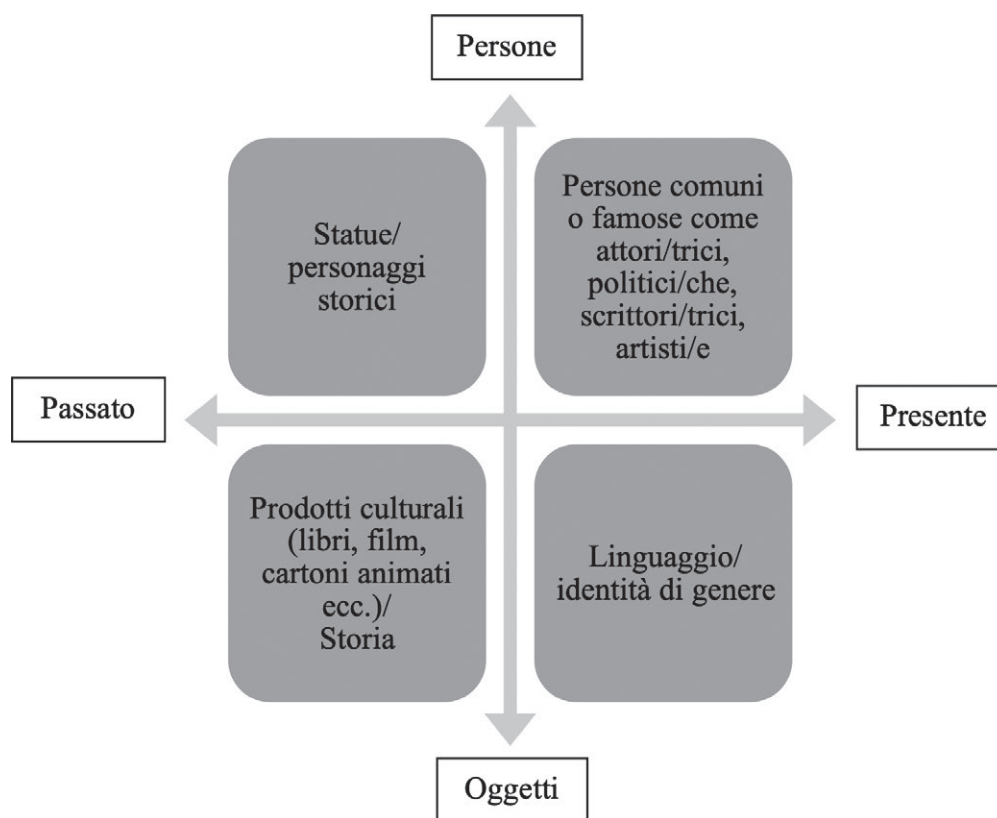 Persone
Statue/
personaggi
storici
Persone comuni
o famose come
attori/trici,
politici/che,
scrittori/trici,
artisti/e
Passato
Presente
Prodotti culturali
(libri, film,
cartoni animati
ecc.)/
Storia
Linguaggio/
identità di genere
Oggetti